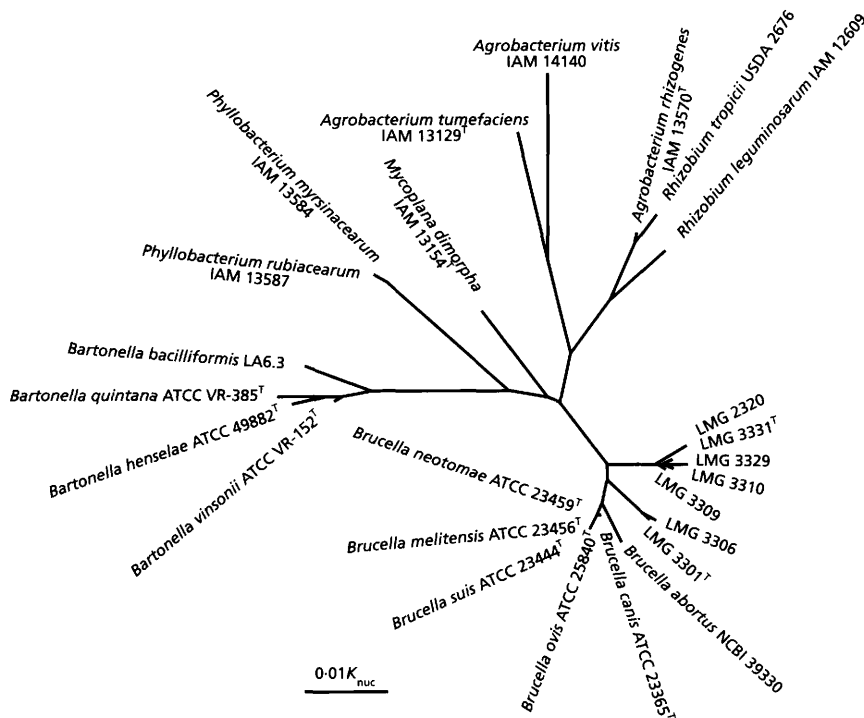 Agrobacterium vitis
IAM 14140
Agrobacterium tumefaciens
IAM 13129T
Agrobacterium rhizogenes
IAM 13570T
Rhizobium tropicii USDA 2676
Rhizobium leguminosarum IAM 12609
Phyllobacterium myrsinacearum
IAM 13584
Mycoplana dimorpha
IAM 13154T
Phyllobacterium rubiacearum
IAM 13587
Bartonella bacilliformis LA6.3
Bartonella quintana ATCC VR-385T
Bartonella henselae ATCC 49882T
Bartonella vinsonii ATCC VR-152T
LMG 2320
LMG 3331T
LMG 3329
LMG 3310
LMG 3309
LMG 3306
LMG 3301T
Brucella neotomae ATCC 23459T
Brucella melitensis ATCC 23456T
Brucella suis ATCC 23444T
Brucella ovis ATCC 25840T
Brucella canis ATCC 23365T
Brucella abortus NCBI 39330
0·01Knuc